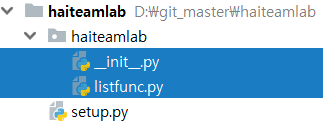 haiteamlab D:₩git_master₩haiteamlab
haiteamlab
__init__.py
listfunc.py
setup.py